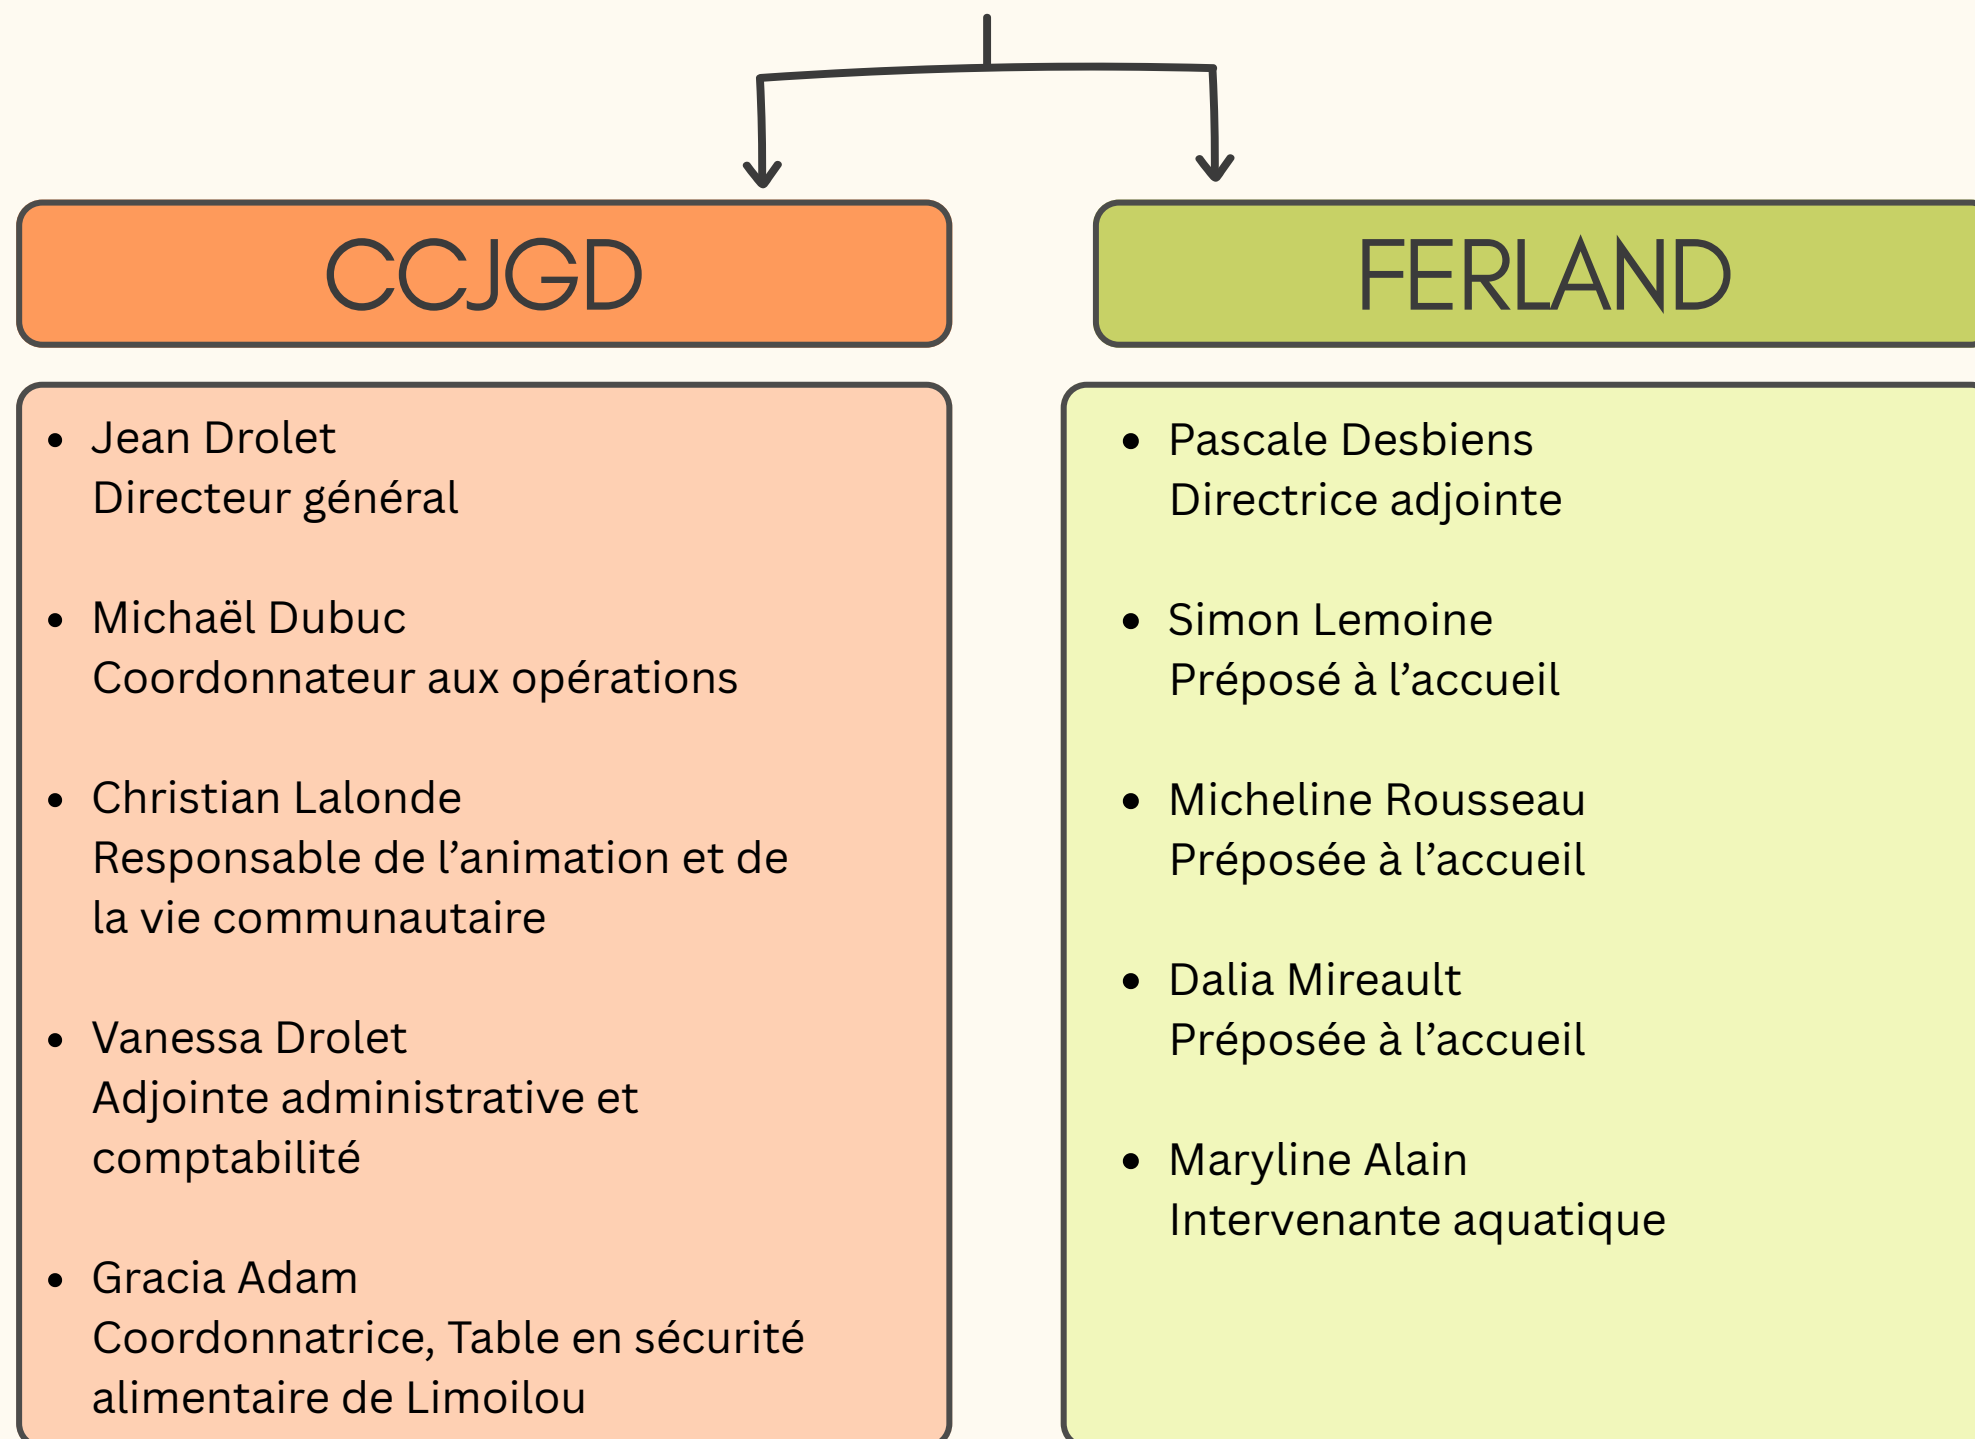 CCJGD
Jean Drolet
Directeur général
Michaël Dubuc
Coordonnateur aux opérations
Christian Lalonde
Responsable de l’animation et de
la vie communautaire
Vanessa Drolet
Adjointe administrative et
comptabilité
Gracia Adam
Coordonnatrice, Table en sécurité
alimentaire de Limoilou
FERLAND
Pascale Desbiens
Directrice adjointe
Simon Lemoine
Préposé à l’accueil
Micheline Rousseau
Préposée à l’accueil
Dalia Mireault
Préposée à l’accueil
Maryline Alain
Intervenante aquatique